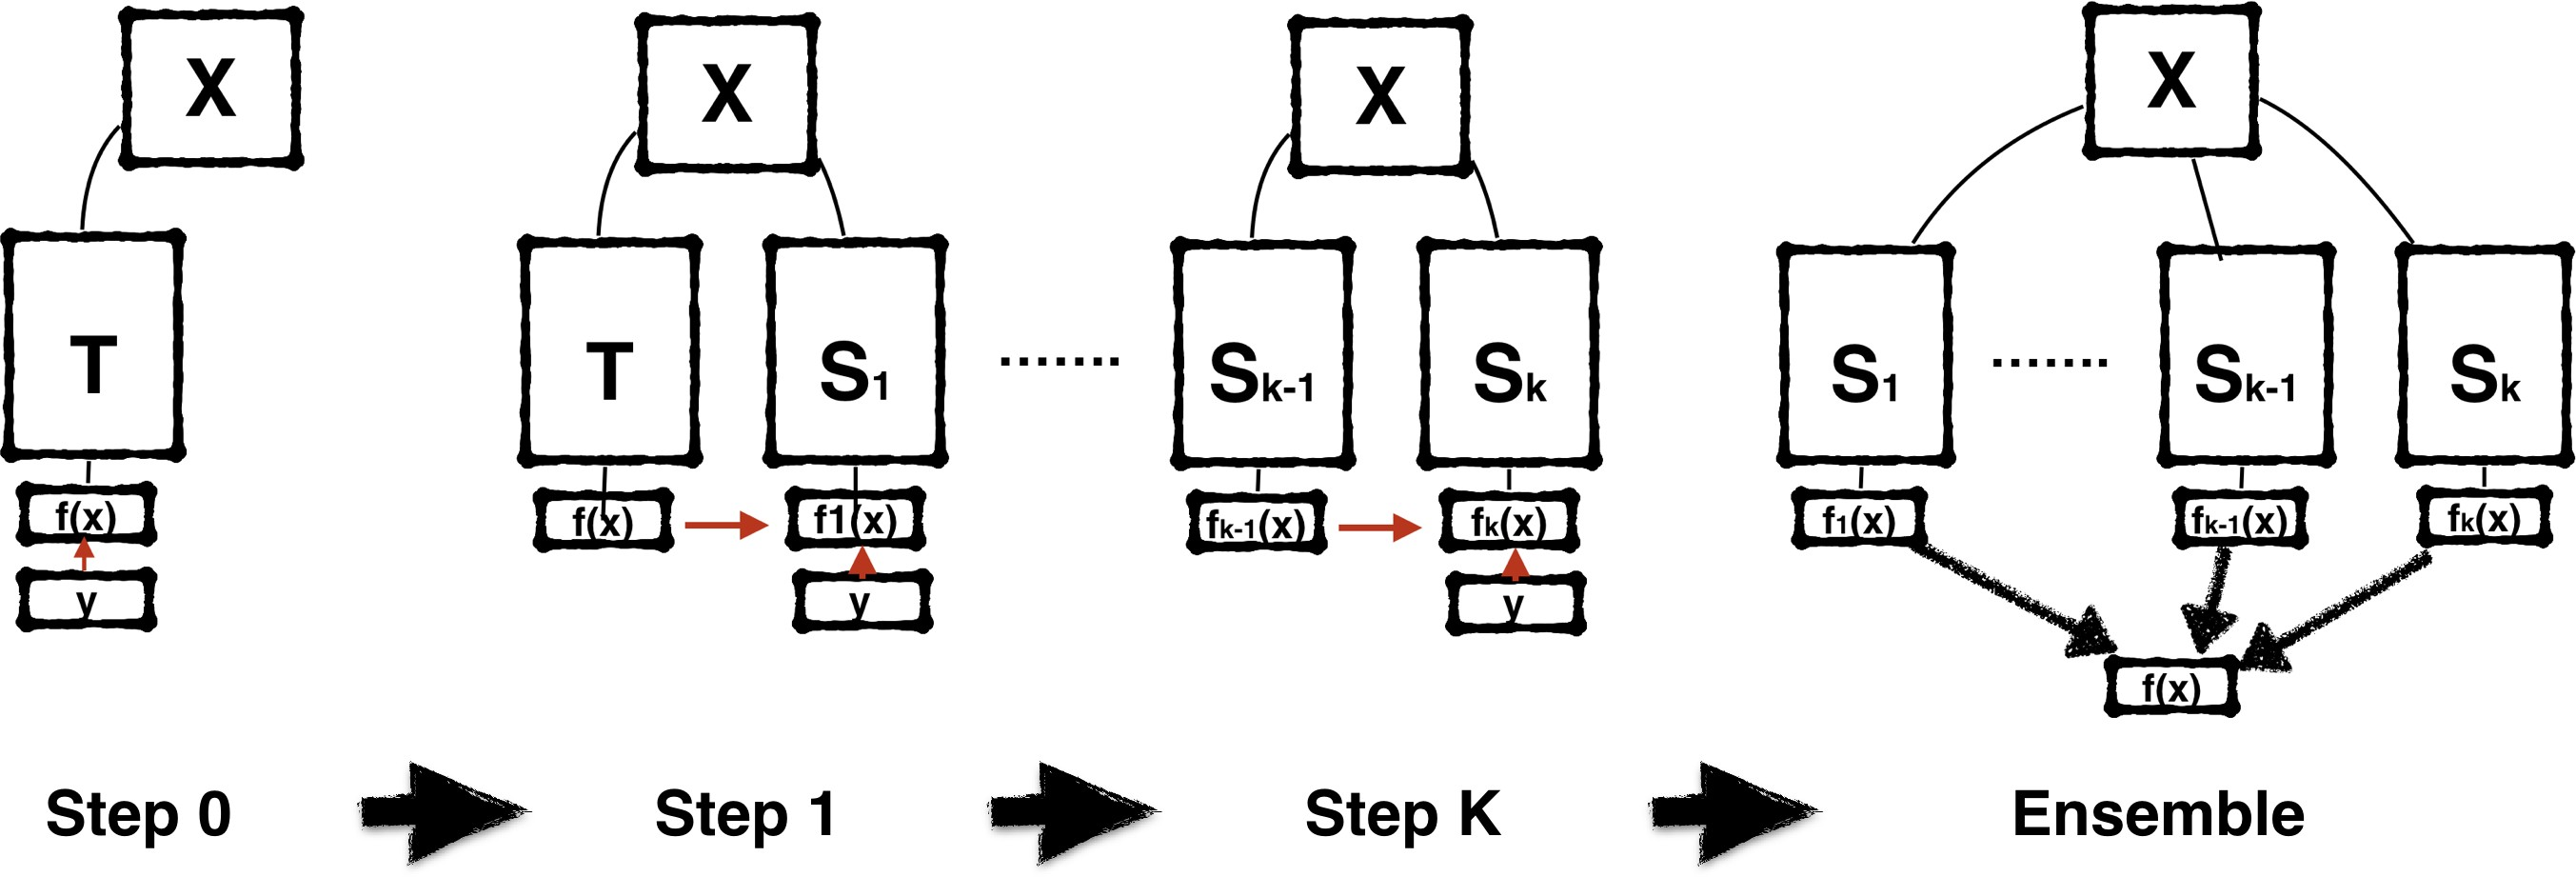 X
T
f(x)
y
Step 0
X
T
S1
f(x)
f1(x)
y
Step 1
.......
X
Sk-1
Sk
fk-1(x)
fk(x)
y
Step K
X
S1
.......
Sk-1
Sk
f1(x)
fk-1(x)
fk(x)
f(x)
Ensemble